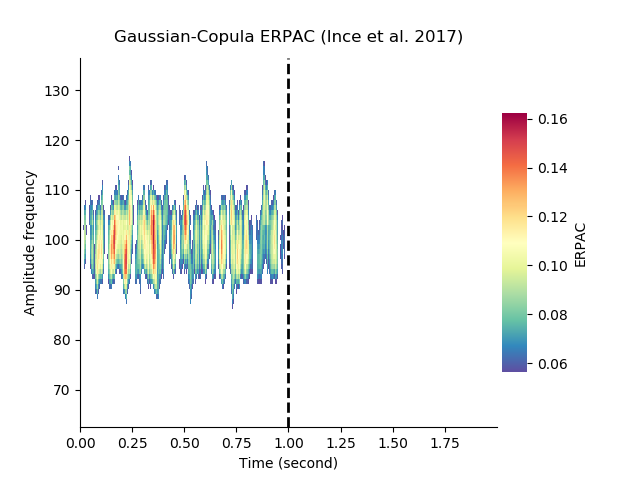 Gaussian-Copula ERPAC (Ince et al. 2017)
130
120
110
100
90
80
70
Amplitude frequency
0.00 0.25 0.50 0.75 1.00 1.25 1.50 1.75
Time (second)
0.16
0.14
0.12
0.10
0.08
0.06
ERPAC